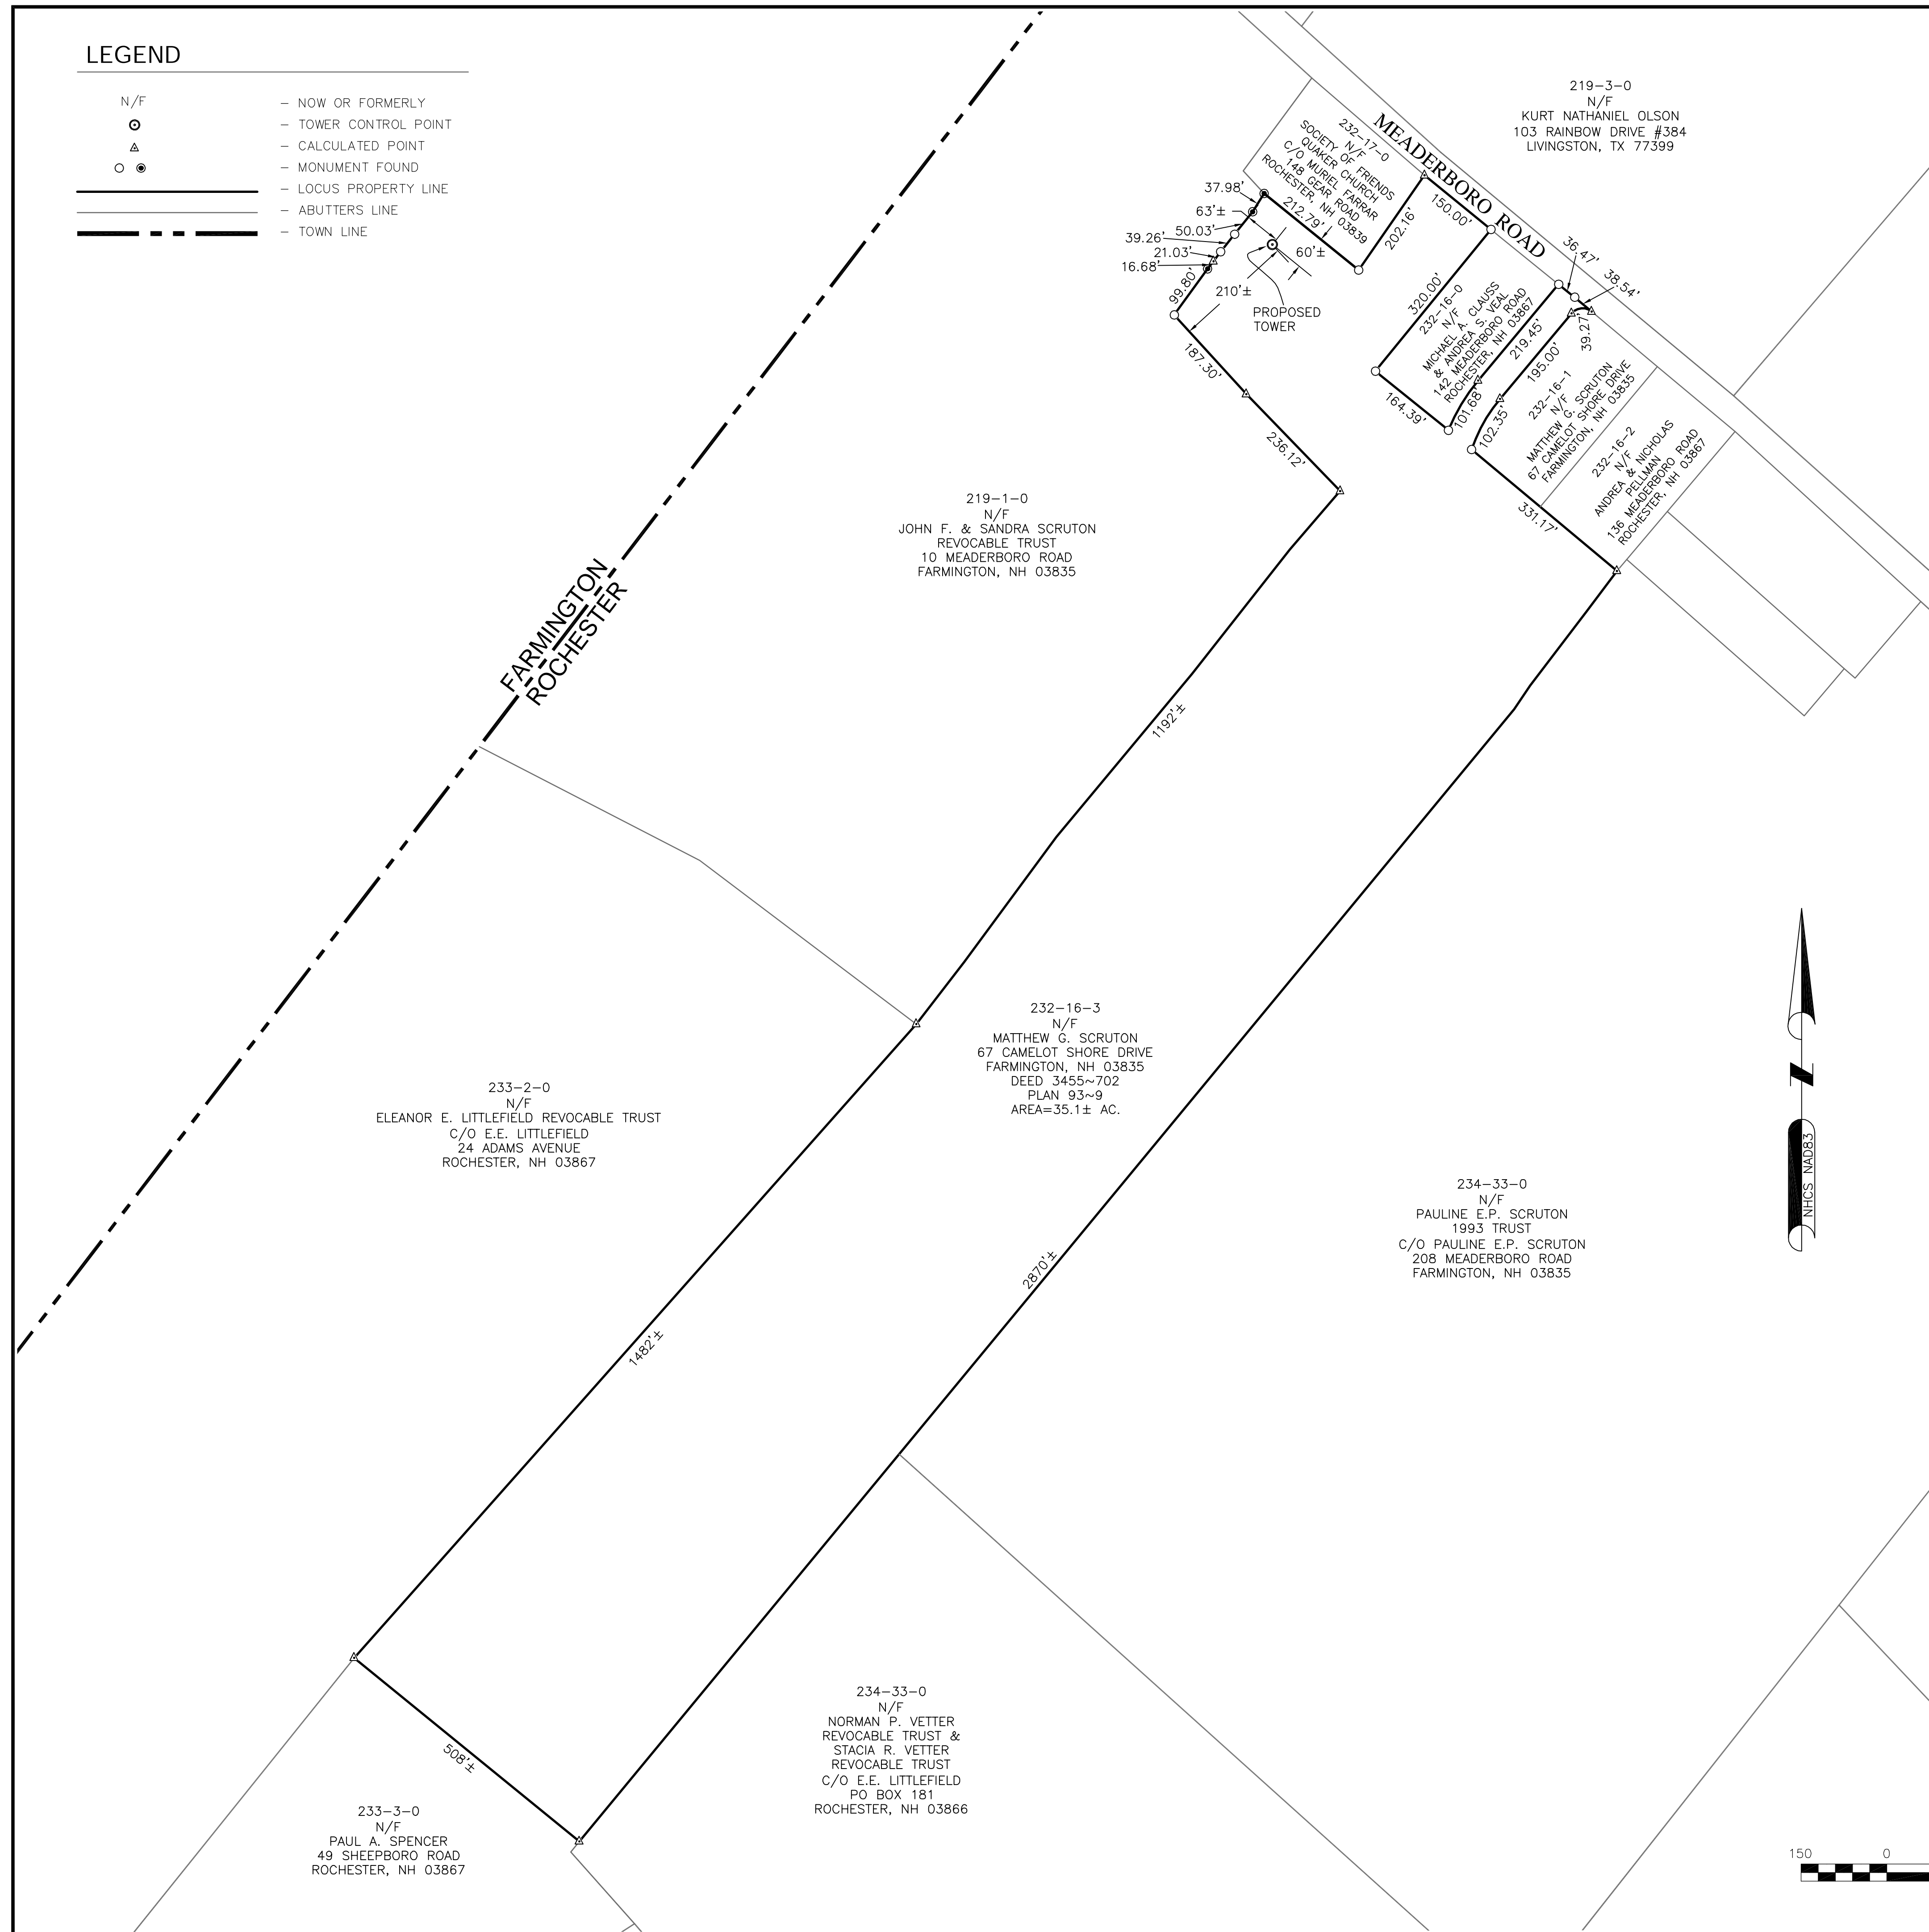 LEGEND
N/F – NOW OR FORMERLY
– TOWER CONTROL POINT
– CALCULATED POINT
– MONUMENT FOUND
– LOCUS PROPERTY LINE
– ABUTTERS LINE
– TOWN LINE
219-3-0
N/F
KURT NATHANIEL OLSON
103 RAINBOW DRIVE #384
LIVINGSTON, TX 77399
MEADERBORO ROAD
232-17-0
N/F
SOCIETY OF FRIENDS
QUAKER CHURCH
C/O MURIEL FARRAR
148 GEAR ROAD
ROCHESTER, NH 03839
37.98'
63'±
50.03'
39.26'
21.03'
16.68'
99.80'
212.79'
202.16'
60'±
210'±
PROPOSED
TOWER
150.00'
36.47'
38.54'
39.27'
320.00'
232-16-0
N/F
MICHAEL A. CLAUSS
& ANDREA S. VEAL
142 MEADERBORO ROAD
ROCHESTER, NH 03867
219.45'
195.00'
101.68'
102.35'
164.39'
187.30'
236.12'
232-16-1
N/F
MATTHEW G. SCRUTON
67 CAMELOT SHORE DRIVE
FARMINGTON, NH 03835
232-16-2
N/F
ANDREA & NICHOLAS
PELLMAN
136 MEADERBORO ROAD
ROCHESTER, NH 03867
331.17'
219-1-0
N/F
JOHN F. & SANDRA SCRUTON
REVOCABLE TRUST
10 MEADERBORO ROAD
FARMINGTON, NH 03835
FARMINGTON
ROCHESTER
1192'±
232-16-3
N/F
MATTHEW G. SCRUTON
67 CAMELOT SHORE DRIVE
FARMINGTON, NH 03835
DEED 3455~702
PLAN 93~9
AREA=35.1± AC.
233-2-0
N/F
ELEANOR E. LITTLEFIELD REVOCABLE TRUST
C/O E.E. LITTLEFIELD
24 ADAMS AVENUE
ROCHESTER, NH 03867
234-33-0
N/F
PAULINE E.P. SCRUTON
1993 TRUST
C/O PAULINE E.P. SCRUTON
208 MEADERBORO ROAD
FARMINGTON, NH 03835
N
NHCS NAD83
2870'±
1482'±
508'±
234-33-0
N/F
NORMAN P. VETTER
REVOCABLE TRUST &
STACIA R. VETTER
REVOCABLE TRUST
C/O E.E. LITTLEFIELD
PO BOX 181
ROCHESTER, NH 03866
233-3-0
N/F
PAUL A. SPENCER
49 SHEEPBORO ROAD
ROCHESTER, NH 03867
150 0